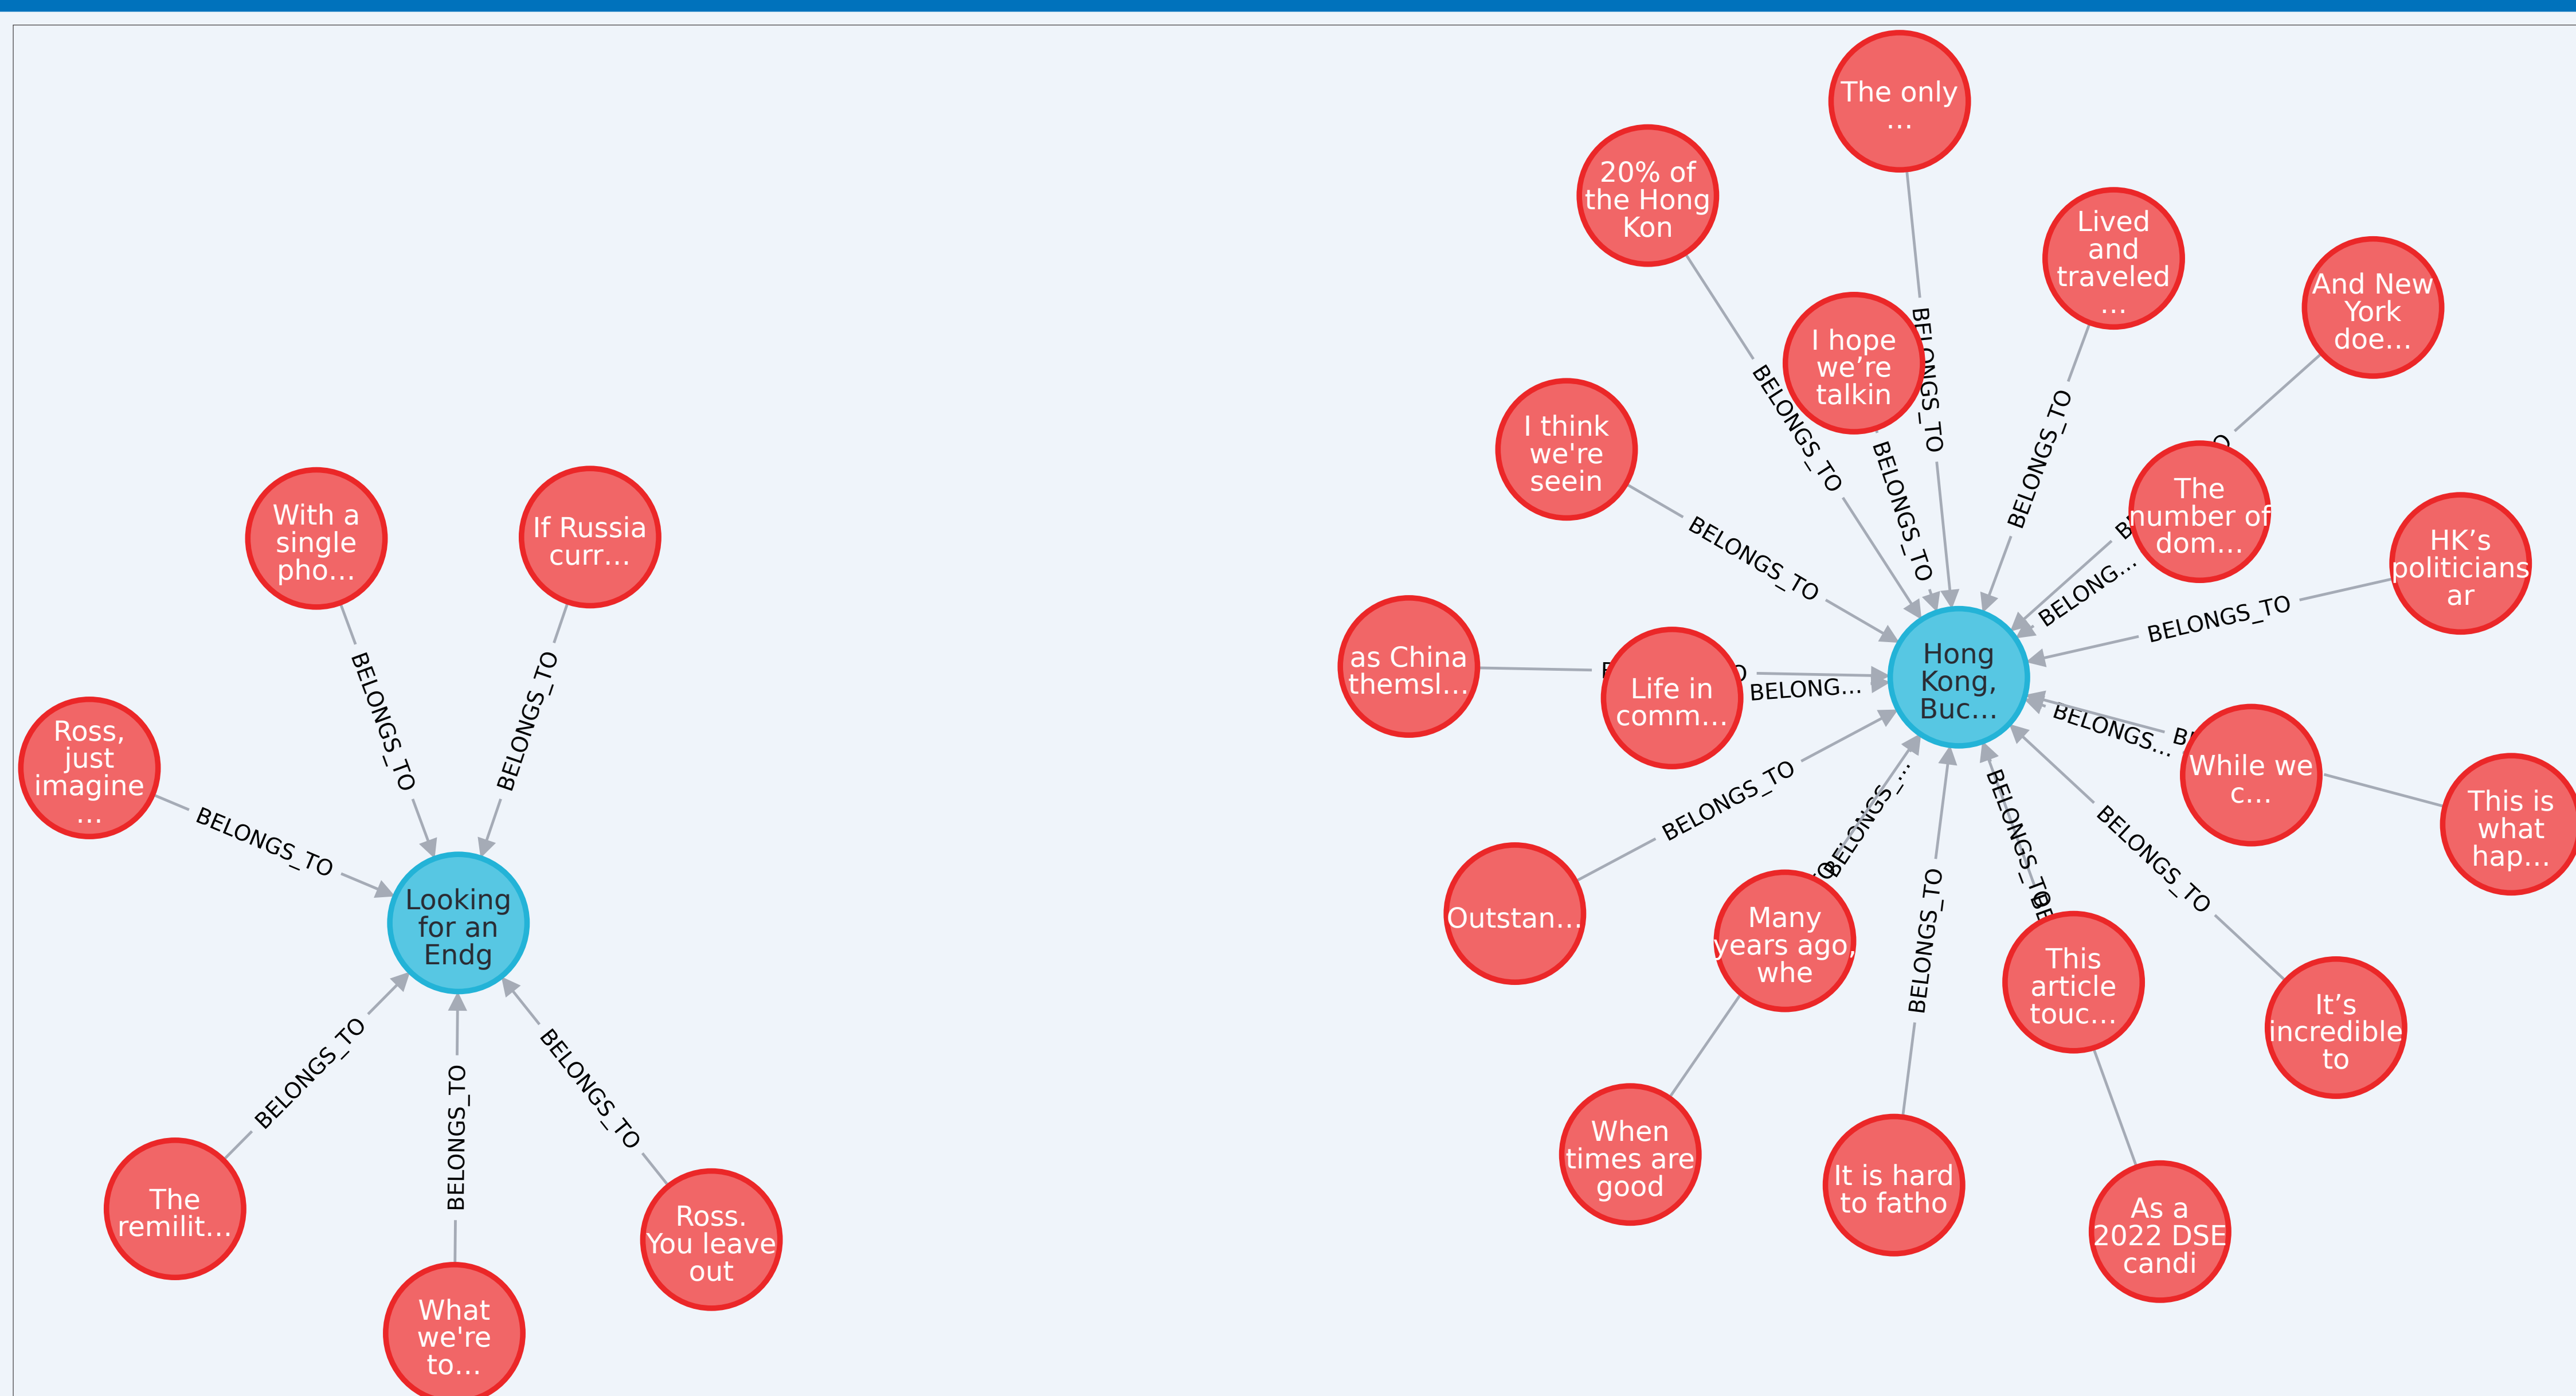 The only
...
20% of
the Hong
Kon
Lived
and
traveled
...
And New
York
doe...
I hope
we’re
talkin
BELONGS_TO
BELONGS_TO
BELONGS_TO
BELONGS_TO
I think
we're
seein
BELONGS_TO
The
number of
dom...
BELONG...
HK’s
politicians
ar
BELONGS_TO
as China
themsl...
Life in
comm...
BELONG...
Hong
Kong,
Buc...
BELONGS...
While we
c...
This is
what
hap...
Outstan...
BELONGS_TO
Many
years ago,
whe
BELONGS...
When
times are
good
BELONGS_TO
It is hard
to fatho
BELONGS_TO
This
article
touc...
As a
2022 DSE
candi
BELONGS_TO
It’s
incredible
to
With a
single
pho...
BELONGS_TO
If Russia
curr...
BELONGS_TO
Ross,
just
imagine
...
BELONGS_TO
Looking
for an
Endg
The
remilit...
BELONGS_TO
What
we're
to...
BELONGS_TO
Ross.
You leave
out
BELONGS_TO